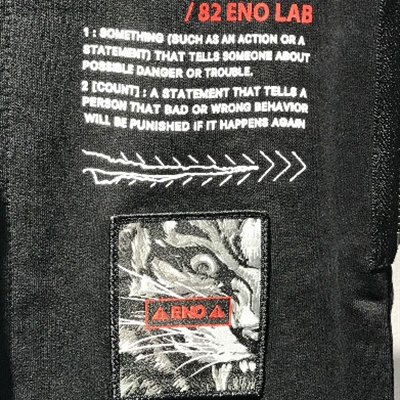 / 82 ENO LAB
1 : SOMETHING (SUCH AS AN ACTION OR A
STATEMENT) THAT TELLS SOMEONE ABOUT
POSSIBLE DANGER OR TROUBLE.
2 [COUNT] : A STATEMENT THAT TELLS A
PERSON THAT BAD OR WRONG BEHAVIOR
WILL BE PUNISHED IF IT HAPPENS AGAIN
ENO